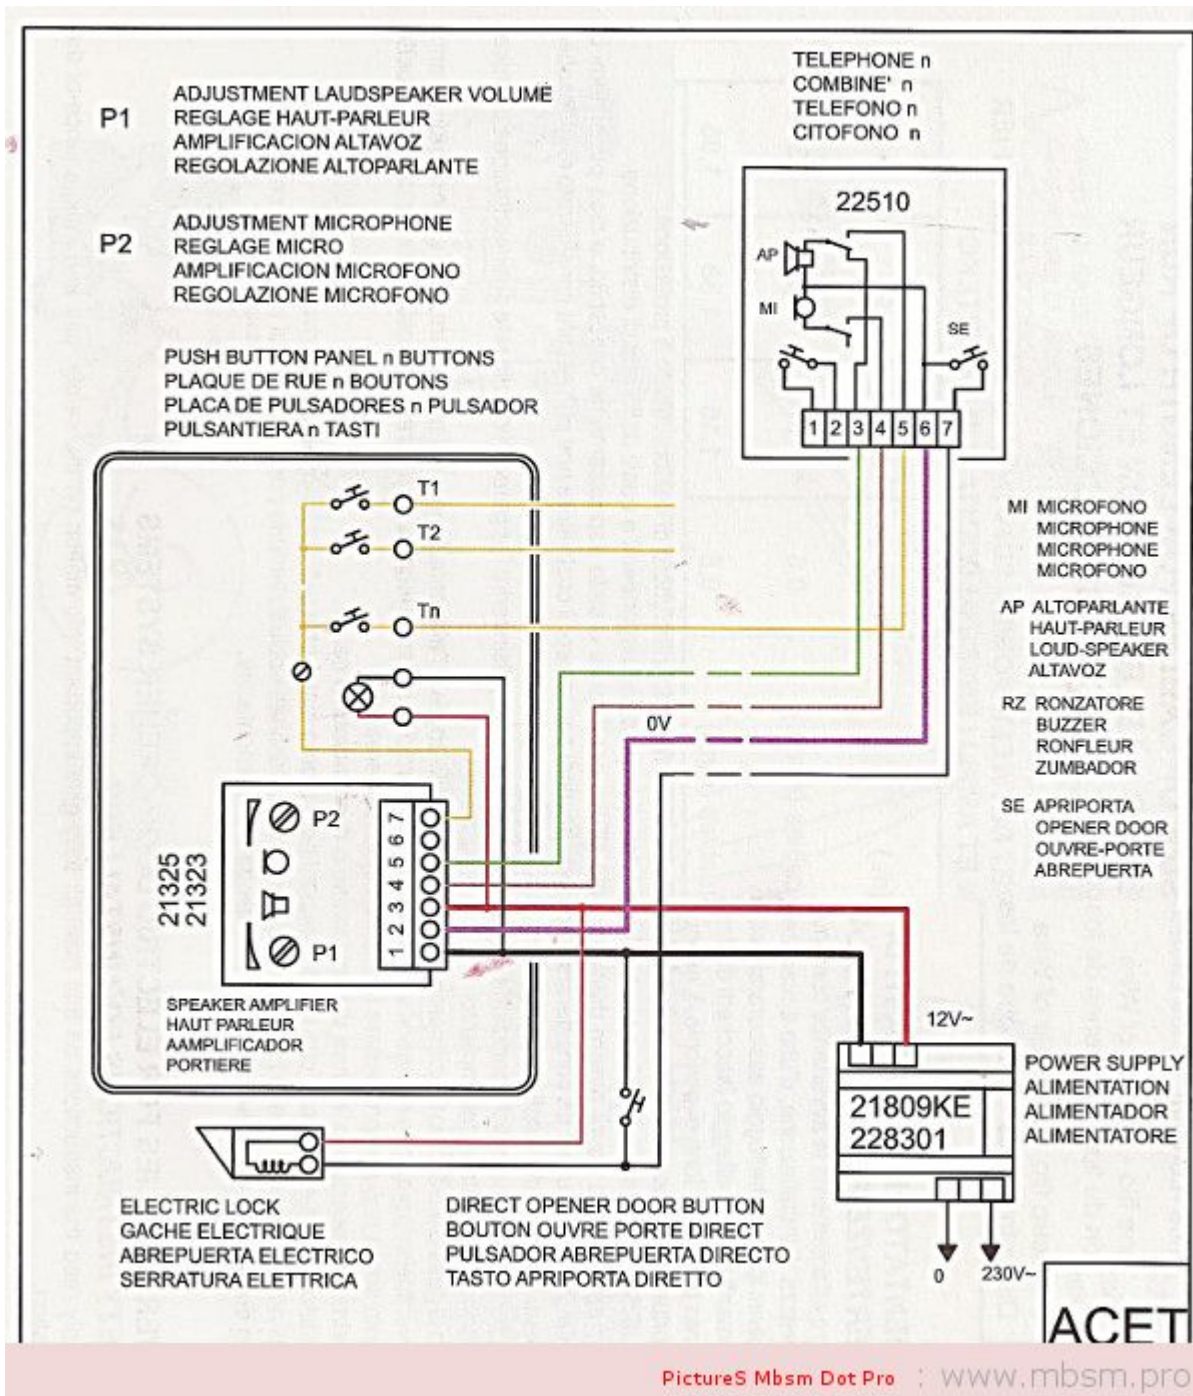 P1
ADJUSTMENT LAUDSPEAKER VOLUME
REGLAGE HAUT-PARLEUR
AMPLIFICACION ALTAVOZ
REGOLAZIONE ALTOPARLANTE
P2
ADJUSTMENT MICROPHONE
REGLAGE MICRO
AMPLIFICACION MICROFONO
REGOLAZIONE MICROFONO
PUSH BUTTON PANEL n BUTTONS
PLAQUE DE RUE n BOUTONS
PLACA DE PULSADORES n PULSADOR
PULSANTIERA n TASTI
TELEPHONE n
COMBINE' n
TELEFONO n
CITOFONO n
22510
AP
MI
SE
1 2 3 4 5 6 7
T1
T2
Tn
MI MICROFONO
MICROPHONE
MICROPHONE
MICROFONO
AP ALTOPARLANTE
HAUT-PARLEUR
LOUD-SPEAKER
ALTAVOZ
RZ RONZATORE
BUZZER
RONFLEUR
ZUMBADOR
SE APRIPORTA
OPENER DOOR
OUVRE-PORTE
ABREPUERTA
0V
21325
21323
P2
P1
7
6
5
4
3
2
1
SPEAKER AMPLIFIER
HAUT PARLEUR
AAMPLIFICADOR
PORTIERE
12V~
21809KE
228301
POWER SUPPLY
ALIMENTATION
ALIMENTADOR
ALIMENTATORE
0
230V~
ELECTRIC LOCK
GACHE ELECTRIQUE
ABREPUERTA ELECTRICO
SERRATURA ELETTRICA
DIRECT OPENER DOOR BUTTON
BOUTON OUVRE PORTE DIRECT
PULSADOR ABREPUERTA DIRECTO
TASTO APRIPORTA DIRETTO
ACET
PictureS Mbsm Dot Pro : www.mbsm.pro